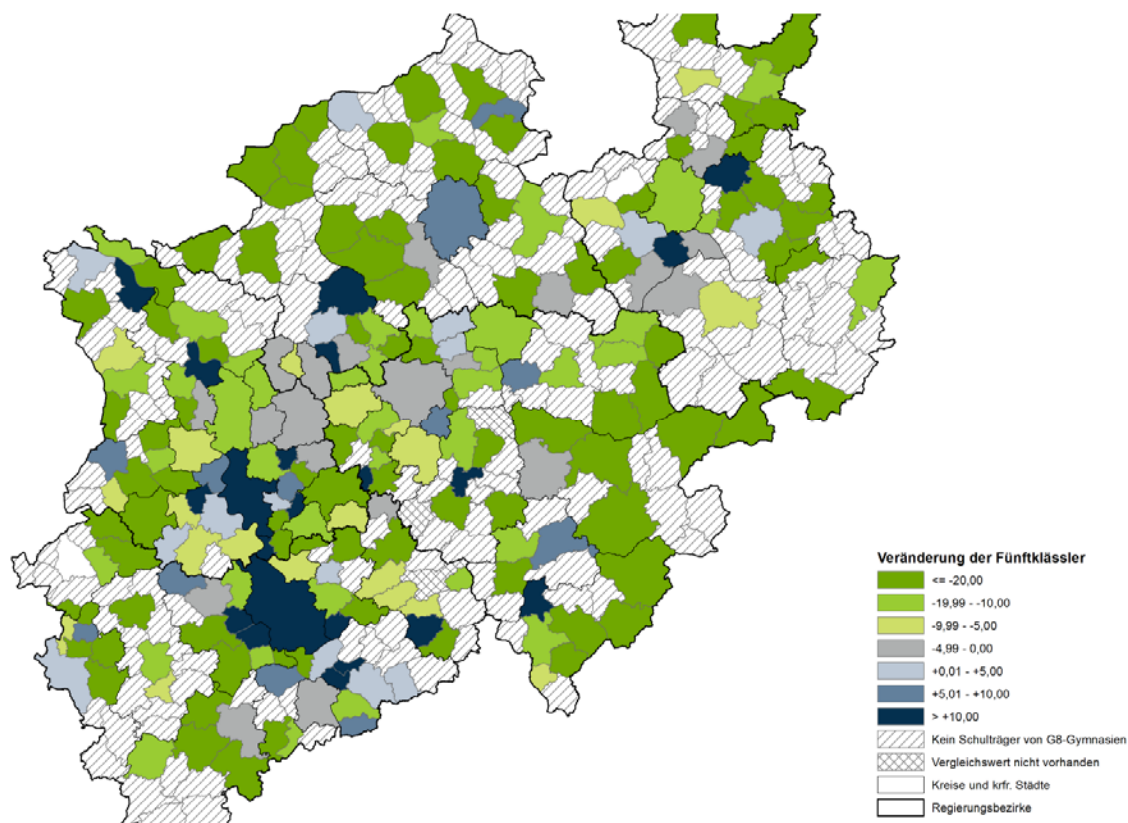 Veränderung der Fünftklässler
<= -20,00
-19,99 - -10,00
-9,99 - -5,00
-4,99 - 0,00
+0,01 - +5,00
+5,01 - +10,00
> +10,00
Kein Schulträger von G8-Gymnasien
Vergleichswert nicht vorhanden
Kreise und krfr. Städte
Regierungsbezirke